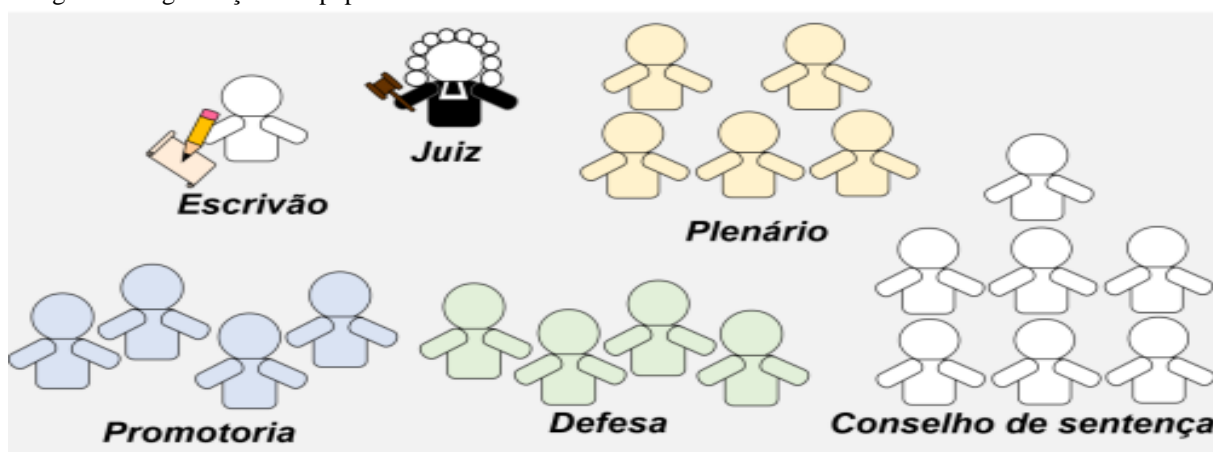 Juiz
Escrivão
Plenário
Promotoria
Defesa
Conselho de sentença